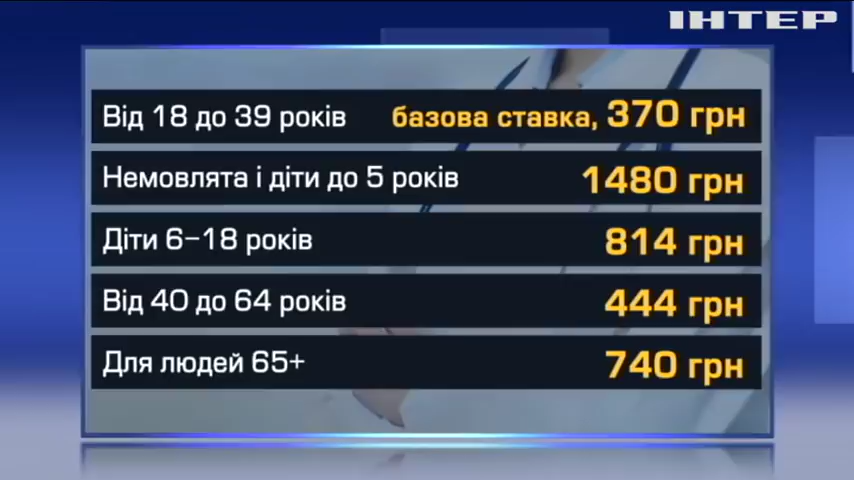 ІНТЕР
Від 18 до 39 років базова ставка, 370 грн
Немовлята і діти до 5 років 1480 грн
Діти 6–18 років 814 грн
Від 40 до 64 років 444 грн
Для людей 65+ 740 грн